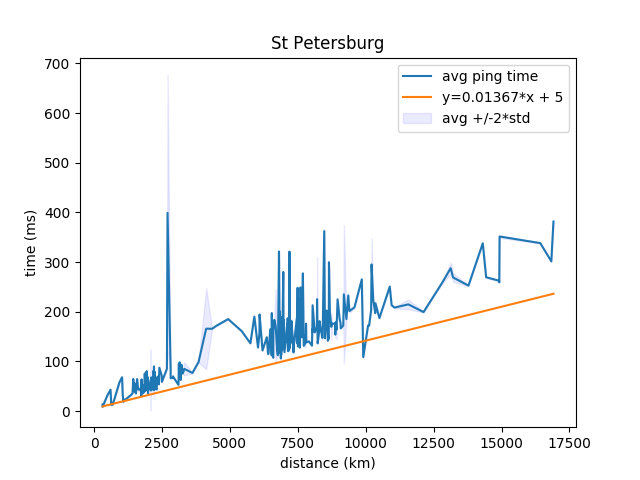 St Petersburg
avg ping time
y=0.01367*x + 5
avg +/-2*std
700
600
500
400
300
200
100
0
time (ms)
0
2500
5000
7500
10000
12500
15000
17500
distance (km)